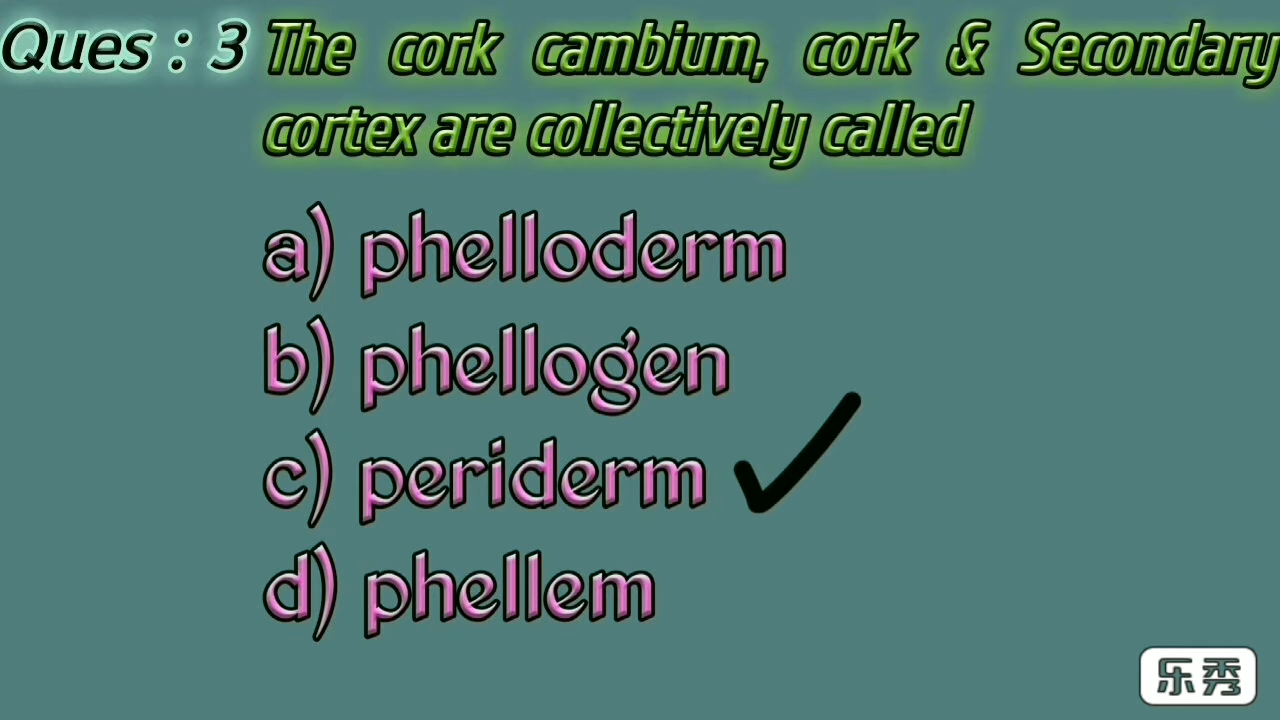 Ques : 3 The cork cambium, cork & Secondary
cortex are collectively called
a) phelloderm
b) phellogen
c) periderm
d) phellem
乐秀